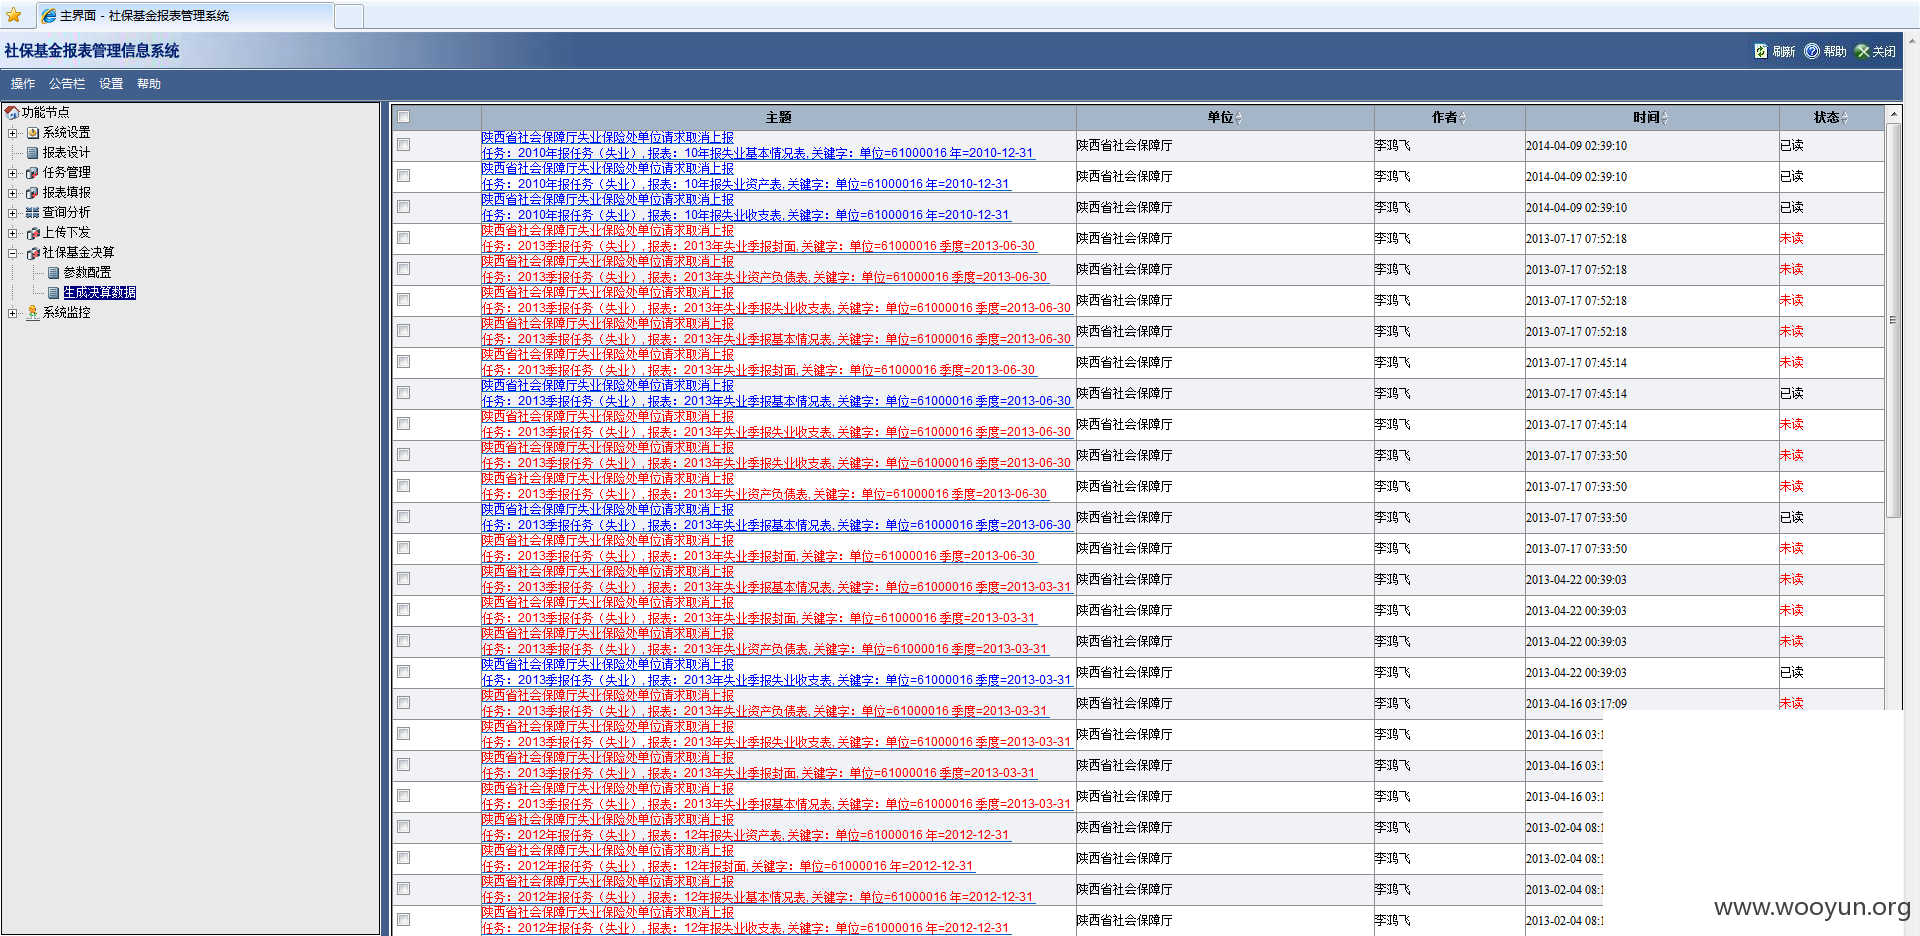 主界面 - 社保基金报表管理系统
社保基金报表管理信息系统
刷新 帮助 关闭
操作 公告栏 设置 帮助
功能节点
系统设置
报表设计
任务管理
报表填报
查询分析
上传下发
社保基金决算
参数配置
生成决算数据
系统监控
主题 单位 作者 时间 状态
陕西省社会保障厅失业保险处单位请求取消上报
任务：2010年报任务（失业）,报表：10年报失业基本情况表,关键字：单位=61000016 年=2010-12-31 陕西省社会保障厅 李鸿飞 2014-04-09 02:39:10 已读
陕西省社会保障厅失业保险处单位请求取消上报
任务：2010年报任务（失业）,报表：10年报失业资产表,关键字：单位=61000016 年=2010-12-31 陕西省社会保障厅 李鸿飞 2014-04-09 02:39:10 已读
陕西省社会保障厅失业保险处单位请求取消上报
任务：2010年报任务（失业）,报表：10年报失业收支表,关键字：单位=61000016 年=2010-12-31 陕西省社会保障厅 李鸿飞 2014-04-09 02:39:10 已读
陕西省社会保障厅失业保险处单位请求取消上报
任务：2013季报任务（失业）,报表：2013年失业季报封面,关键字：单位=61000016 季度=2013-06-30 陕西省社会保障厅 李鸿飞 2013-07-17 07:52:18 未读
陕西省社会保障厅失业保险处单位请求取消上报
任务：2013季报任务（失业）,报表：2013年失业资产负债表,关键字：单位=61000016 季度=2013-06-30 陕西省社会保障厅 李鸿飞 2013-07-17 07:52:18 未读
陕西省社会保障厅失业保险处单位请求取消上报
任务：2013季报任务（失业）,报表：2013年失业季报失业收支表,关键字：单位=61000016 季度=2013-06-30 陕西省社会保障厅 李鸿飞 2013-07-17 07:52:18 未读
陕西省社会保障厅失业保险处单位请求取消上报
任务：2013季报任务（失业）,报表：2013年失业季报基本情况表,关键字：单位=61000016 季度=2013-06-30 陕西省社会保障厅 李鸿飞 2013-07-17 07:52:18 未读
陕西省社会保障厅失业保险处单位请求取消上报
任务：2013季报任务（失业）,报表：2013年失业季报封面,关键字：单位=61000016 季度=2013-06-30 陕西省社会保障厅 李鸿飞 2013-07-17 07:45:14 未读
陕西省社会保障厅失业保险处单位请求取消上报
任务：2013季报任务（失业）,报表：2013年失业季报基本情况表,关键字：单位=61000016 季度=2013-06-30 陕西省社会保障厅 李鸿飞 2013-07-17 07:45:14 已读
陕西省社会保障厅失业保险处单位请求取消上报
任务：2013季报任务（失业）,报表：2013年失业季报失业收支表,关键字：单位=61000016 季度=2013-06-30 陕西省社会保障厅 李鸿飞 2013-07-17 07:45:14 未读
陕西省社会保障厅失业保险处单位请求取消上报
任务：2013季报任务（失业）,报表：2013年失业季报失业收支表,关键字：单位=61000016 季度=2013-06-30 陕西省社会保障厅 李鸿飞 2013-07-17 07:33:50 未读
陕西省社会保障厅失业保险处单位请求取消上报
任务：2013季报任务（失业）,报表：2013年失业资产负债表,关键字：单位=61000016 季度=2013-06-30 陕西省社会保障厅 李鸿飞 2013-07-17 07:33:50 未读
陕西省社会保障厅失业保险处单位请求取消上报
任务：2013季报任务（失业）,报表：2013年失业季报基本情况表,关键字：单位=61000016 季度=2013-06-30 陕西省社会保障厅 李鸿飞 2013-07-17 07:33:50 已读
陕西省社会保障厅失业保险处单位请求取消上报
任务：2013季报任务（失业）,报表：2013年失业季报封面,关键字：单位=61000016 季度=2013-06-30 陕西省社会保障厅 李鸿飞 2013-07-17 07:33:50 未读
陕西省社会保障厅失业保险处单位请求取消上报
任务：2013季报任务（失业）,报表：2013年失业季报基本情况表,关键字：单位=61000016 季度=2013-03-31 陕西省社会保障厅 李鸿飞 2013-04-22 00:39:03 未读
陕西省社会保障厅失业保险处单位请求取消上报
任务：2013季报任务（失业）,报表：2013年失业季报封面,关键字：单位=61000016 季度=2013-03-31 陕西省社会保障厅 李鸿飞 2013-04-22 00:39:03 未读
陕西省社会保障厅失业保险处单位请求取消上报
任务：2013季报任务（失业）,报表：2013年失业资产负债表,关键字：单位=61000016 季度=2013-03-31 陕西省社会保障厅 李鸿飞 2013-04-22 00:39:03 未读
陕西省社会保障厅失业保险处单位请求取消上报
任务：2013季报任务（失业）,报表：2013年失业季报失业收支表,关键字：单位=61000016 季度=2013-03-31 陕西省社会保障厅 李鸿飞 2013-04-22 00:39:03 已读
陕西省社会保障厅失业保险处单位请求取消上报
任务：2013季报任务（失业）,报表：2013年失业资产负债表,关键字：单位=61000016 季度=2013-03-31 陕西省社会保障厅 李鸿飞 2013-04-16 03:17:09 未读
陕西省社会保障厅失业保险处单位请求取消上报
任务：2013季报任务（失业）,报表：2013年失业季报失业收支表,关键字：单位=61000016 季度=2013-03-31 陕西省社会保障厅 李鸿飞 2013-04-16 03:1
陕西省社会保障厅失业保险处单位请求取消上报
任务：2013季报任务（失业）,报表：2013年失业季报封面,关键字：单位=61000016 季度=2013-03-31 陕西省社会保障厅 李鸿飞 2013-04-16 03:1
陕西省社会保障厅失业保险处单位请求取消上报
任务：2013季报任务（失业）,报表：2013年失业季报基本情况表,关键字：单位=61000016 季度=2013-03-31 陕西省社会保障厅 李鸿飞 2013-04-16 03:1
陕西省社会保障厅失业保险处单位请求取消上报
任务：2012年报任务（失业）,报表：12年报失业资产表,关键字：单位=61000016 年=2012-12-31 陕西省社会保障厅 李鸿飞 2013-02-04 08:1
陕西省社会保障厅失业保险处单位请求取消上报
任务：2012年报任务（失业）,报表：12年报封面,关键字：单位=61000016 年=2012-12-31 陕西省社会保障厅 李鸿飞 2013-02-04 08:1
陕西省社会保障厅失业保险处单位请求取消上报
任务：2012年报任务（失业）,报表：12年报失业基本情况表,关键字：单位=61000016 年=2012-12-31 陕西省社会保障厅 李鸿飞 2013-02-04 08:1
陕西省社会保障厅失业保险处单位请求取消上报
任务：2012年报任务（失业）,报表：12年报失业收支表,关键字：单位=61000016 年=2012-12-31 陕西省社会保障厅 李鸿飞 2013-02-04 08:1
www.wooyun.org